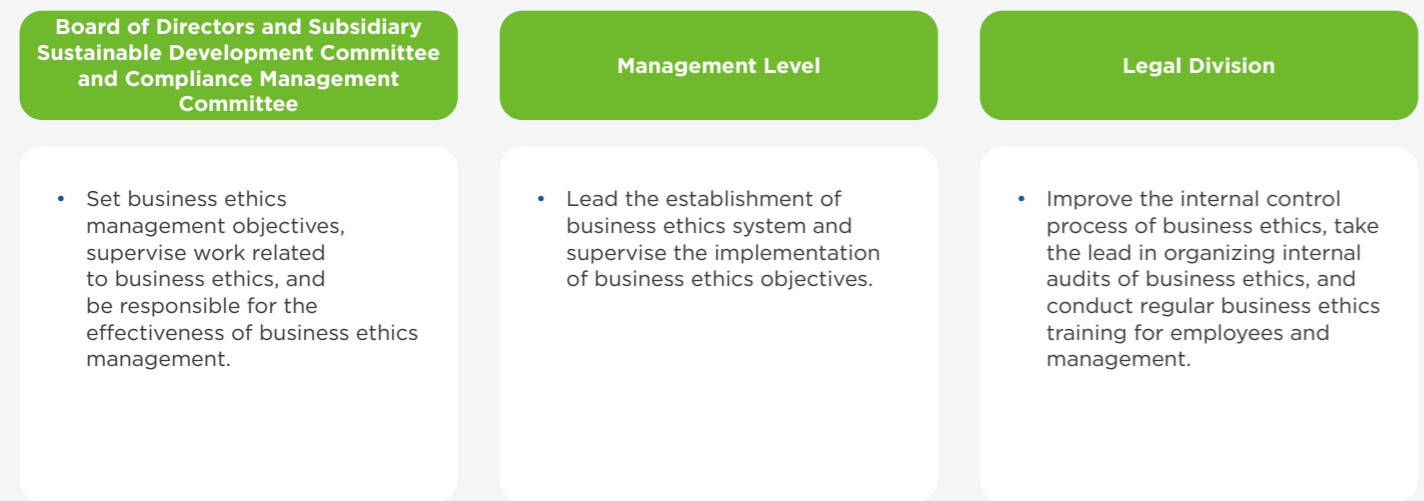 Board of Directors and Subsidiary
Sustainable Development Committee
and Compliance Management
Committee
• Set business ethics
management objectives,
supervise work related
to business ethics, and
be responsible for the
effectiveness of business ethics
management.
Management Level
• Lead the establishment of
business ethics system and
supervise the implementation
of business ethics objectives.
Legal Division
• Improve the internal control
process of business ethics, take
the lead in organizing internal
audits of business ethics, and
conduct regular business ethics
training for employees and
management.